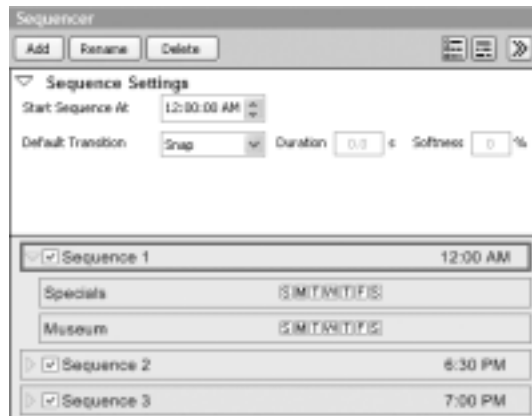 Sequencer
Add Rename Delete
Sequence Settings
Start Sequence At 12:00:00 AM
Default Transition Snap Duration 0.0 s Softness 0 %
Sequence 1 12:00 AM
Specials S M T W T F S
Museum S M T W T F S
Sequence 2 6:30 PM
Sequence 3 7:00 PM